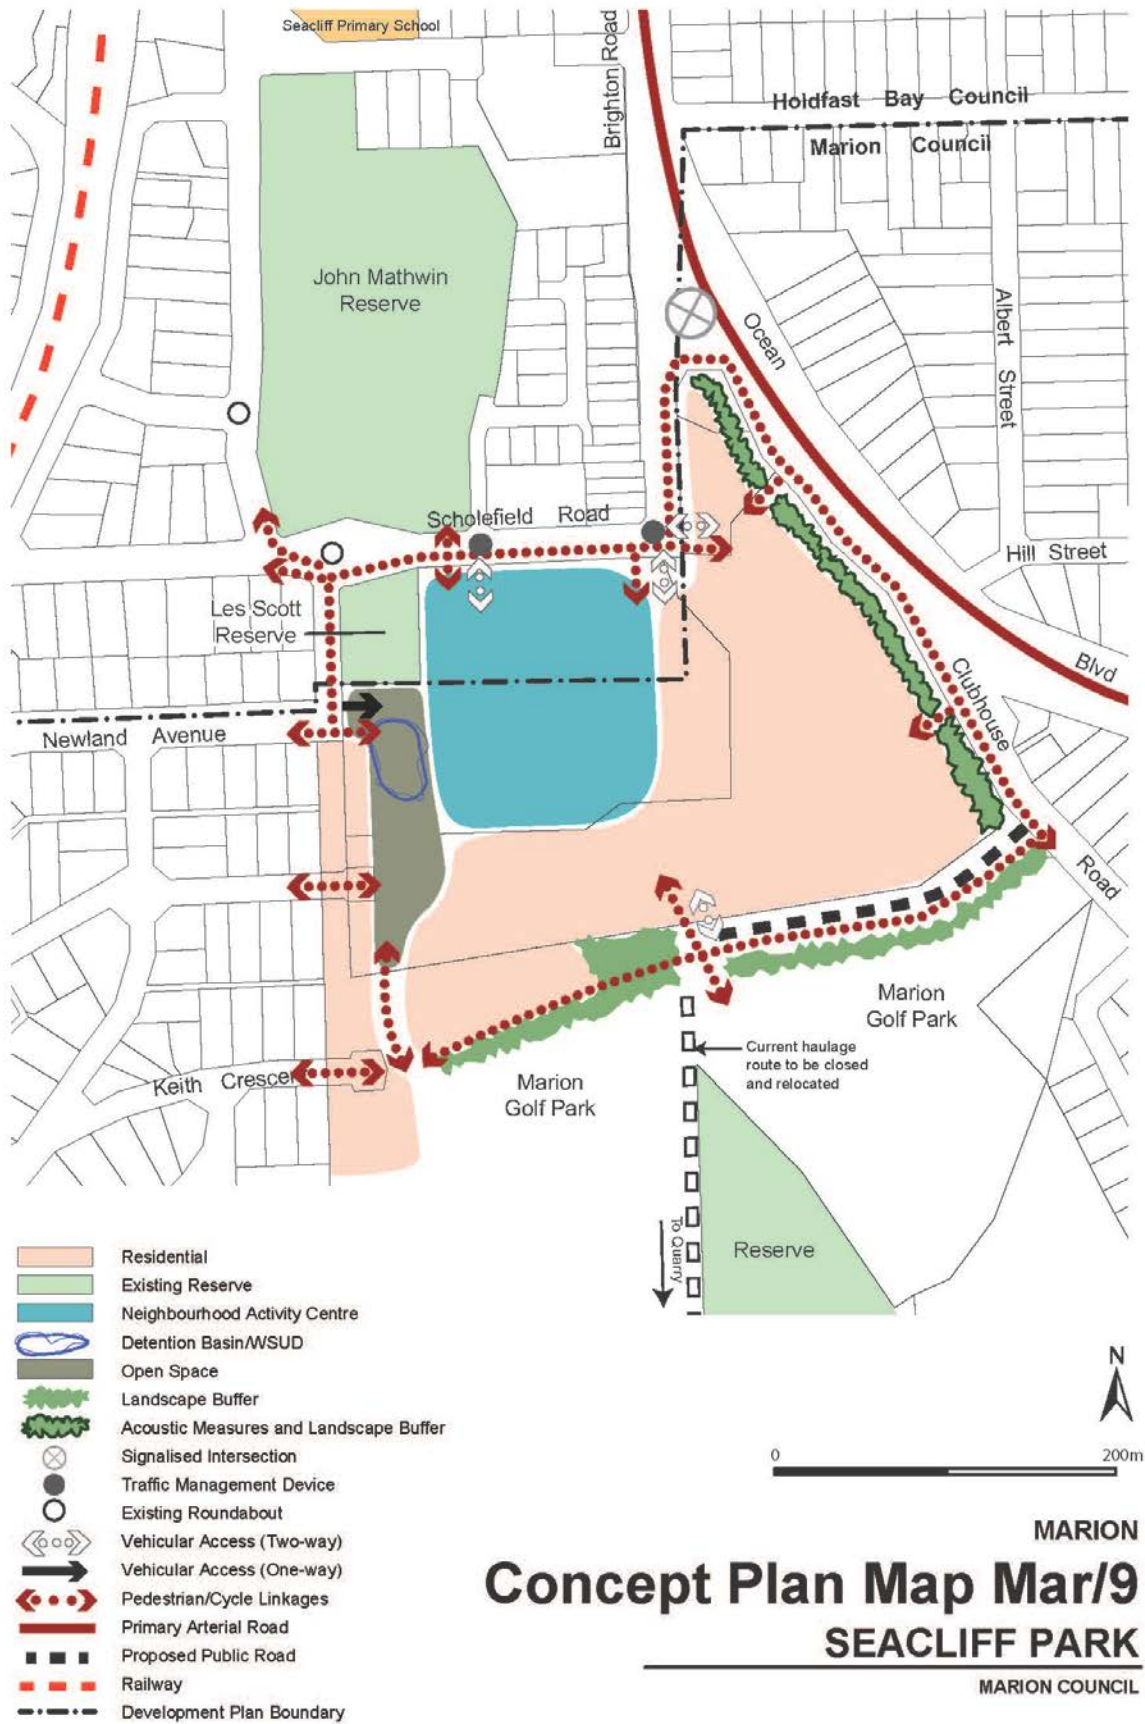 Seacliff Primary School
Brighton Road
Holdfast Bay Council
Marion Council
John Mathwin
Reserve
Ocean
Albert Street
Scholefield Road
Hill Street
Les Scott
Reserve
Blvd
Clubhouse
Newland Avenue
Road
Marion
Golf Park
Current haulage
route to be closed
and relocated
Keith Crescen
Marion
Golf Park
To Quarry
Reserve
Residential
Existing Reserve
Neighbourhood Activity Centre
Detention Basin/WSUD
Open Space
Landscape Buffer
Acoustic Measures and Landscape Buffer
Signalised Intersection
Traffic Management Device
Existing Roundabout
Vehicular Access (Two-way)
Vehicular Access (One-way)
Pedestrian/Cycle Linkages
Primary Arterial Road
Proposed Public Road
Railway
Development Plan Boundary
N
0 200m
MARION
Concept Plan Map Mar/9
SEACLIFF PARK
MARION COUNCIL